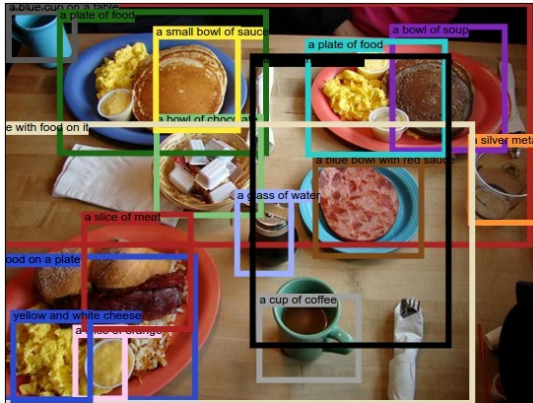 a blue cup on a table
a plate of food
a small bowl of sauce
a bowl of soup
a plate of food
a bowl of chocolate
e with food on it
a silver meta
a blue bowl with red sauce
a glass of water
a slice of meat
ood on a plate
a cup of coffee
yellow and white cheese
a slice of orange